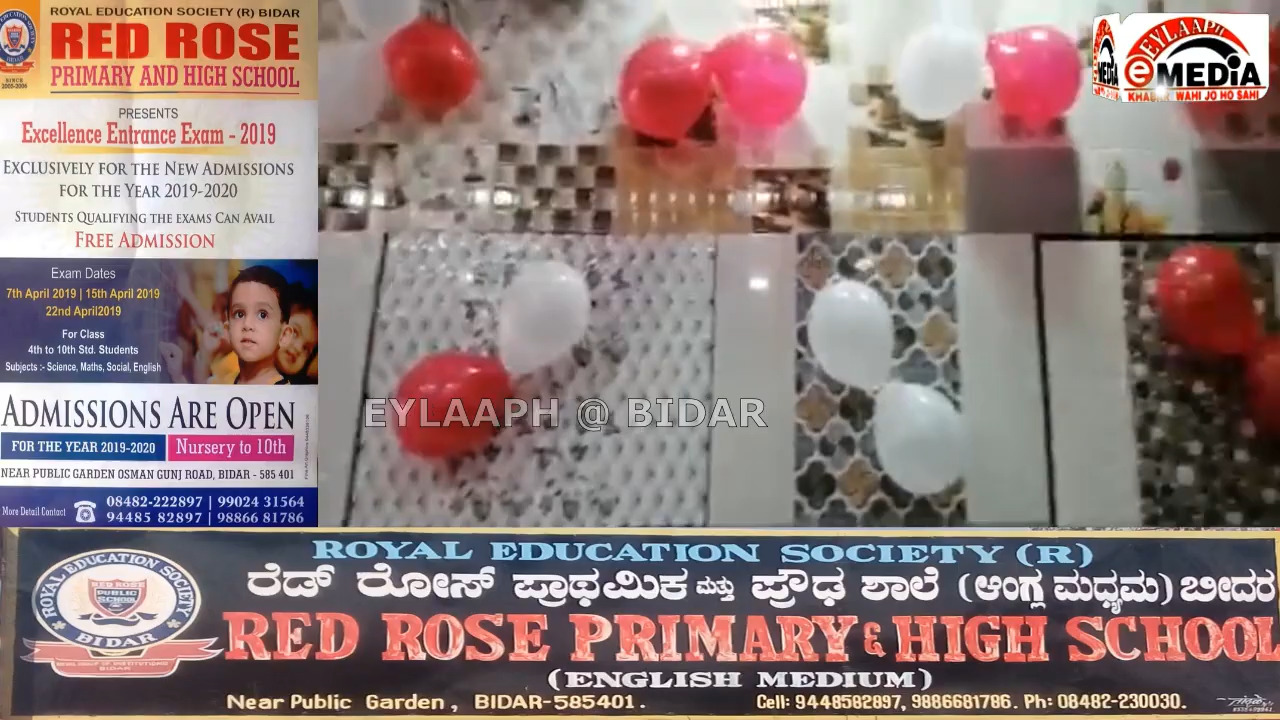 ROYAL EDUCATION SOCIETY (R) BIDAR
RED ROSE
PRIMARY AND HIGH SCHOOL
SINCE
2005-2006
PRESENTS
Excellence Entrance Exam - 2019
EXCLUSIVELY FOR THE NEW ADMISSIONS
FOR THE YEAR 2019-2020
STUDENTS QUALIFYING THE EXAMS CAN AVAIL
FREE ADMISSION
Exam Dates
7th April 2019 | 15th April 2019
22nd April2019
For Class
4th to 10th Std. Students
Subjects :- Science, Maths, Social, English
ADMISSIONS ARE OPEN
FOR THE YEAR 2019-2020 Nursery to 10th
NEAR PUBLIC GARDEN OSMAN GUNJ ROAD, BIDAR - 585 401
More Detail Contact
08482-222897 | 99024 31564
94485 82897 | 98866 81786
EYLAAPH
eMEDiA
KHABAR WAHI JO HO SAHI
EYLAAPH @ BIDAR
ROYAL EDUCATION SOCIETY (R)
ರೆಡ್ ರೋಸ್ ಪ್ರಾಥಮಿಕ ಮತ್ತು ಪ್ರೌಢ ಶಾಲೆ (ಆಂಗ್ಲ ಮಧ್ಯಮ) ಬೀದರ
RED ROSE PRIMARY & HIGH SCHOOL
(ENGLISH MEDIUM)
Near Public Garden, BIDAR-585401. Cell: 9448582897, 9886681786. Ph: 08482-230030.
ROYAL EDUCATION SOCIETY
BIDAR
RED ROSE
PUBLIC
SCHOOL